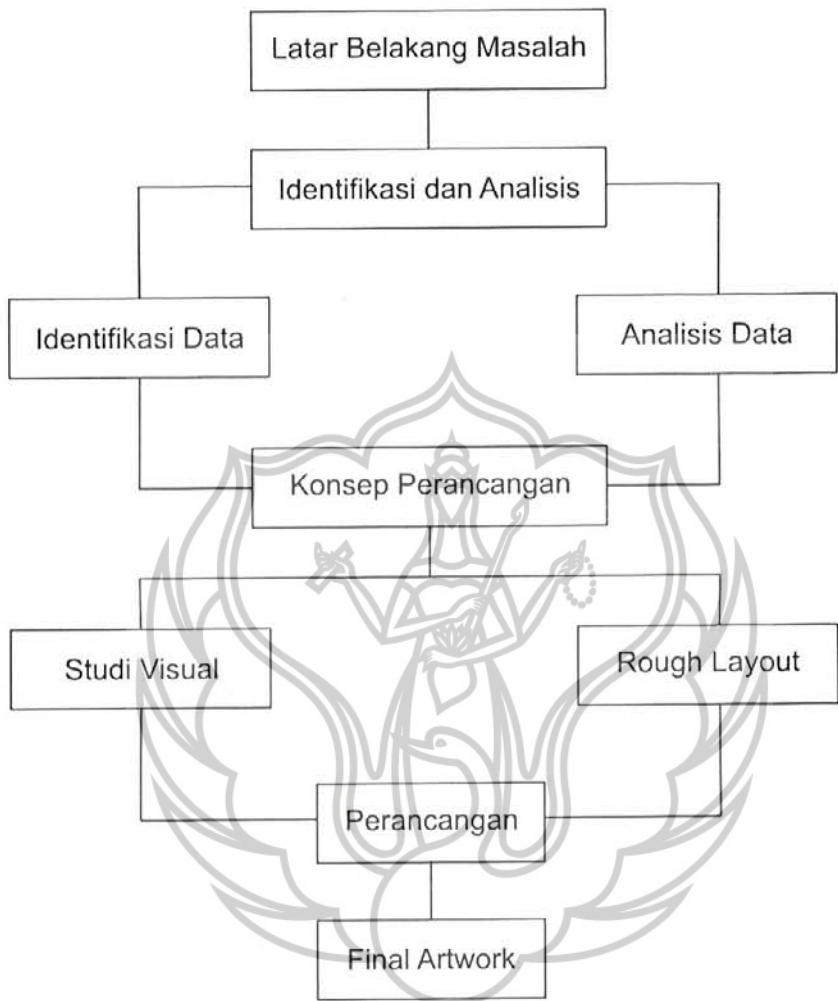 Latar Belakang Masalah
Identifikasi dan Analisis
Identifikasi Data
Analisis Data
Konsep Perancangan
Studi Visual
Rough Layout
Perancangan
Final Artwork